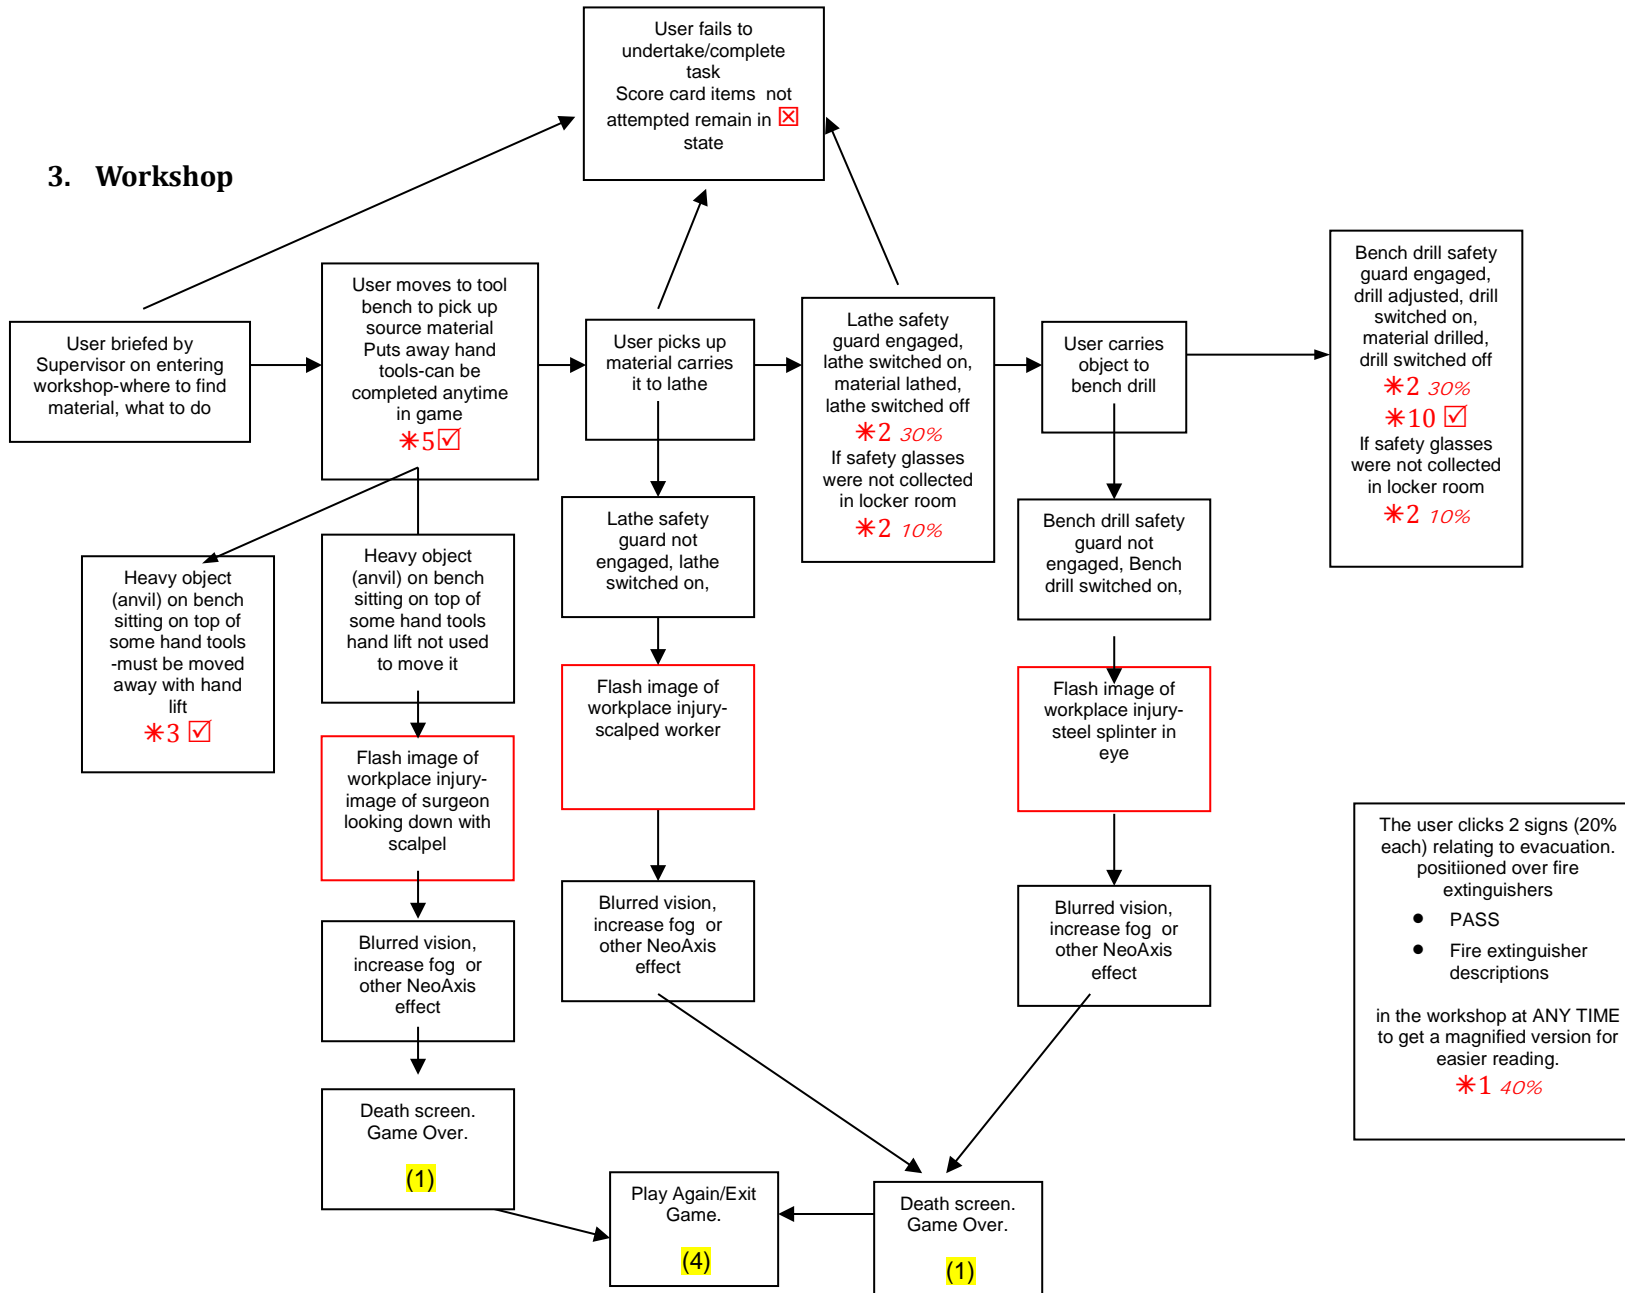 User fails to
undertake/complete
task
Score card items not
attempted remain in ☒
state
3. Workshop
User briefed by
Supervisor on entering
workshop-where to find
material, what to do
User moves to tool
bench to pick up
source material
Puts away hand
tools-can be
completed anytime
in game
✳5☑
User picks up
material carries
it to lathe
Lathe safety
guard engaged,
lathe switched on,
material lathed,
lathe switched off
✳2 30%
If safety glasses
were not collected
in locker room
✳2 10%
User carries
object to
bench drill
Bench drill safety
guard engaged,
drill adjusted, drill
switched on,
material drilled,
drill switched off
✳2 30%
✳10 ☑
If safety glasses
were not collected
in locker room
✳2 10%
Heavy object
(anvil) on bench
sitting on top of
some hand tools
-must be moved
away with hand
lift
✳3 ☑
Heavy object
(anvil) on bench
sitting on top of
some hand tools
hand lift not used
to move it
Lathe safety
guard not
engaged, lathe
switched on,
Bench drill safety
guard not
engaged, Bench
drill switched on,
Flash image of
workplace injury-
image of surgeon
looking down with
scalpel
Flash image of
workplace injury-
scalped worker
Flash image of
workplace injury-
steel splinter in
eye
Blurred vision,
increase fog or
other NeoAxis
effect
Blurred vision,
increase fog or
other NeoAxis
effect
Blurred vision,
increase fog or
other NeoAxis
effect
The user clicks 2 signs (20%
each) relating to evacuation.
positiioned over fire
extinguishers
● PASS
● Fire extinguisher
descriptions
in the workshop at ANY TIME
to get a magnified version for
easier reading.
✳1 40%
Death screen.
Game Over.
(1)
Play Again/Exit
Game.
(4)
Death screen.
Game Over.
(1)